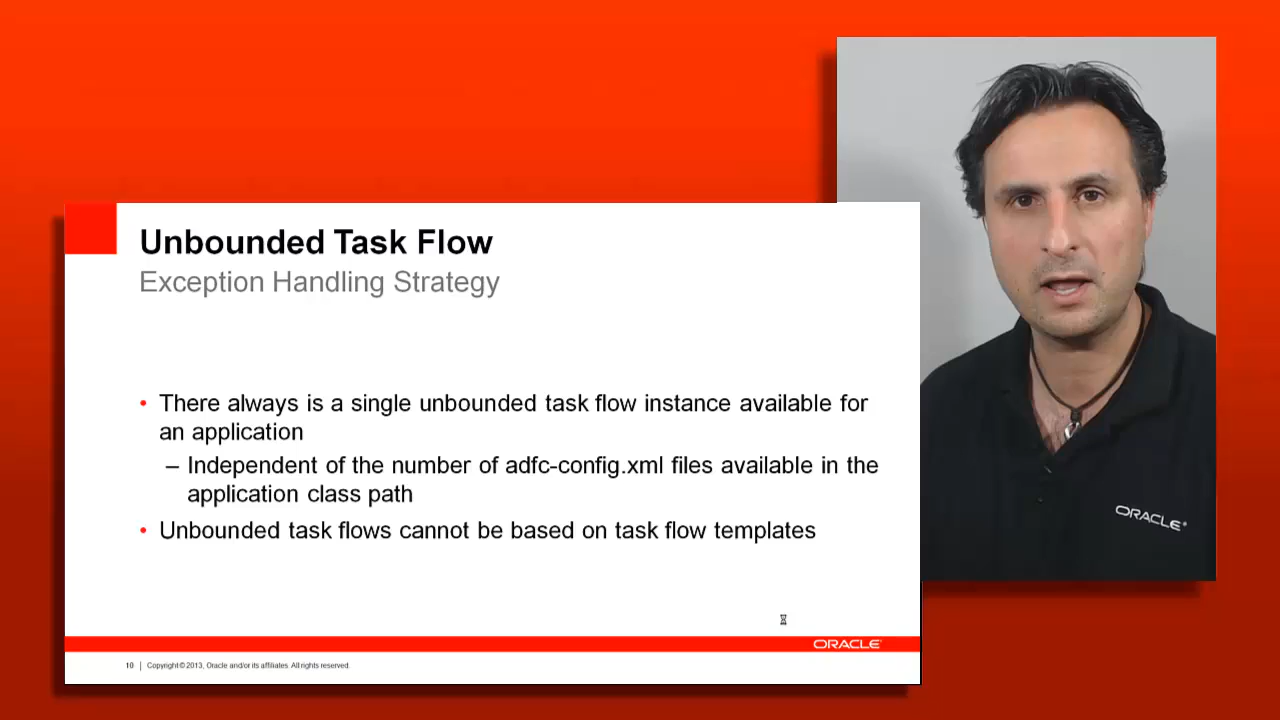 Unbounded Task Flow
Exception Handling Strategy
• There always is a single unbounded task flow instance available for
an application
– Independent of the number of adfc-config.xml files available in the
application class path
• Unbounded task flows cannot be based on task flow templates
ORACLE
10 | Copyright © 2013, Oracle and/or its affiliates. All rights reserved.
ORACLE®